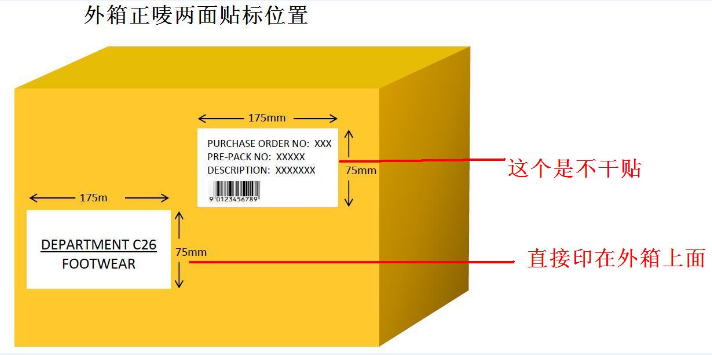 外箱正唛两面贴标位置
175mm
PURCHASE ORDER NO: XXX
PRE-PACK NO: XXXXX
DESCRIPTION: XXXXXXX
9 0123456789
75mm
这个是不干贴
175m
DEPARTMENT C26
FOOTWEAR
75mm
直接印在外箱上面